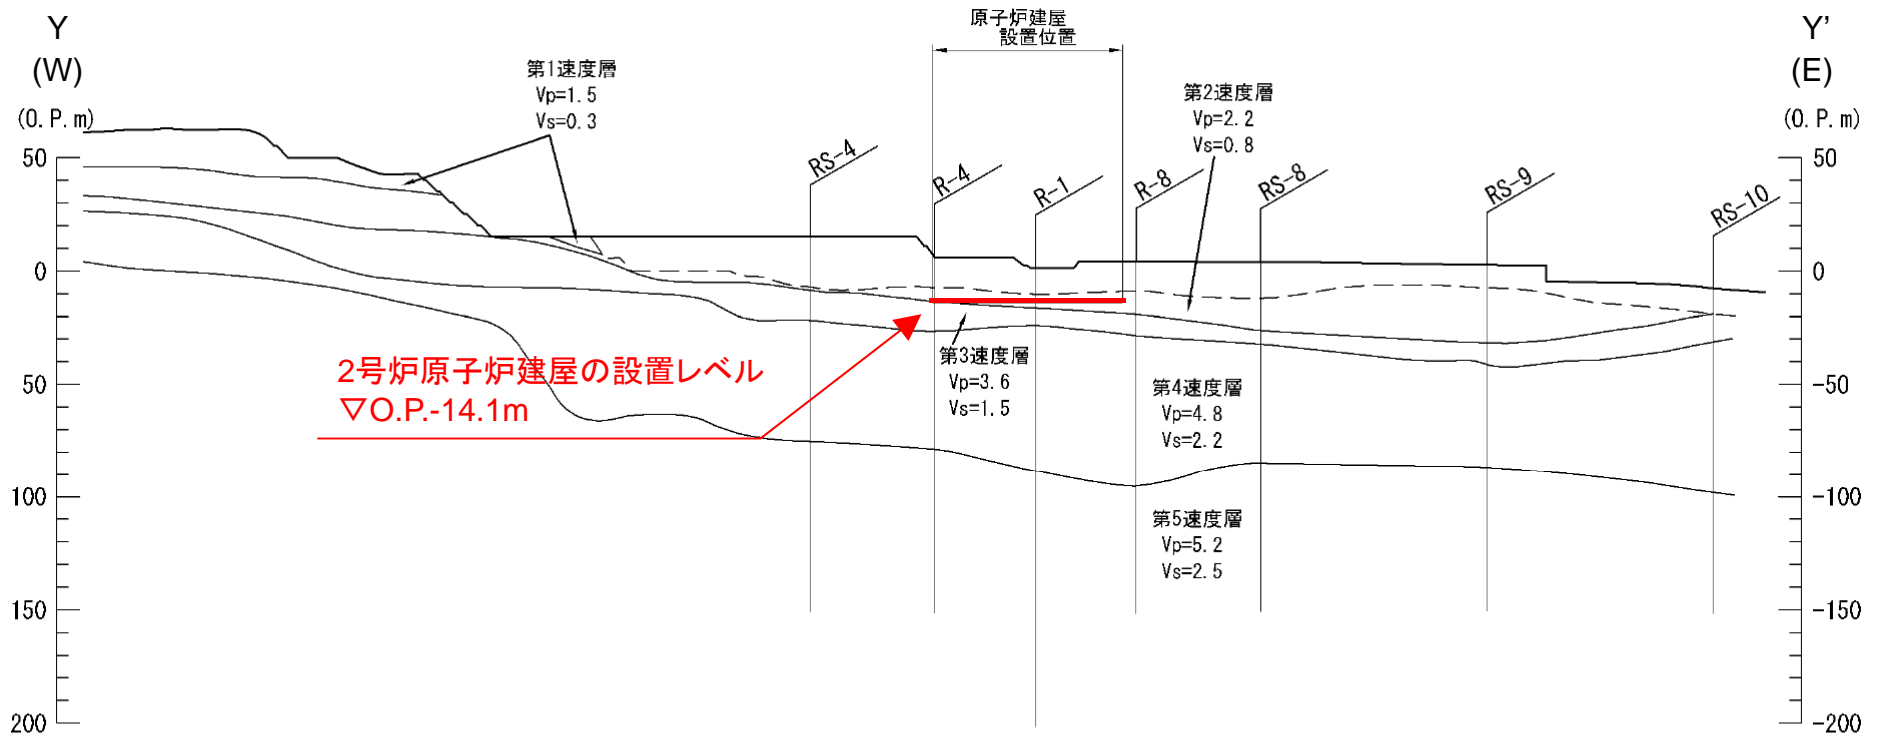 Y
(W)
(O.P.m)
50
0
50
100
150
200
第1速度層
Vp=1.5
Vs=0.3
原子炉建屋
設置位置
第2速度層
Vp=2.2
Vs=0.8
RS-4
R-4
R-1
R-8
RS-8
RS-9
RS-10
2号炉原子炉建屋の設置レベル
▽O.P.-14.1m
第3速度層
Vp=3.6
Vs=1.5
第4速度層
Vp=4.8
Vs=2.2
第5速度層
Vp=5.2
Vs=2.5
Y’
(E)
(O.P.m)
50
0
-50
-100
-150
-200